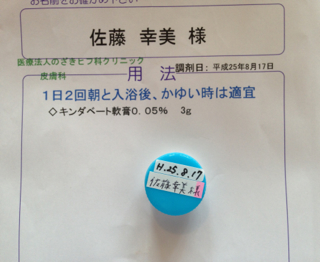 佐藤 幸美 様
医療法人のざきヒフ科クリニック
皮膚科
調剤日:平成25年8月17日
用法
1日2回朝と入浴後、かゆい時は適宜
◇キンダベート軟膏0.05% 3g
H.25.8.17
佐藤幸美様